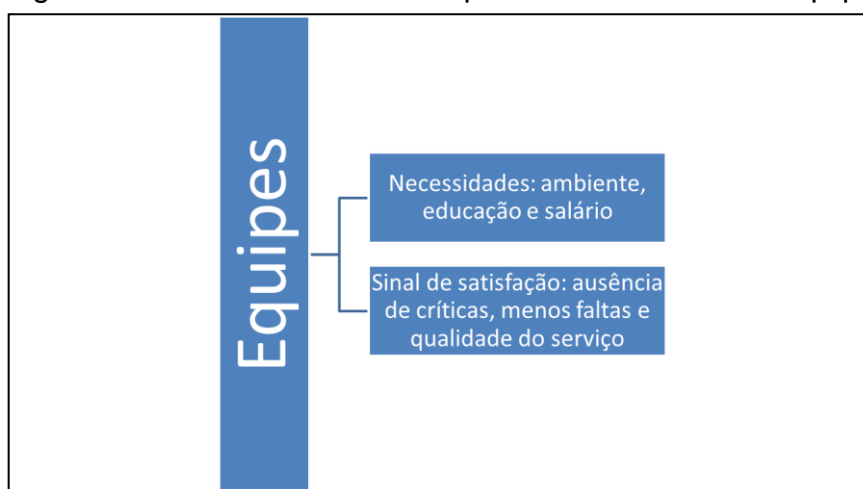 Equipes
Necessidades: ambiente,
educação e salário
Sinal de satisfação: ausência
de críticas, menos faltas e
qualidade do serviço